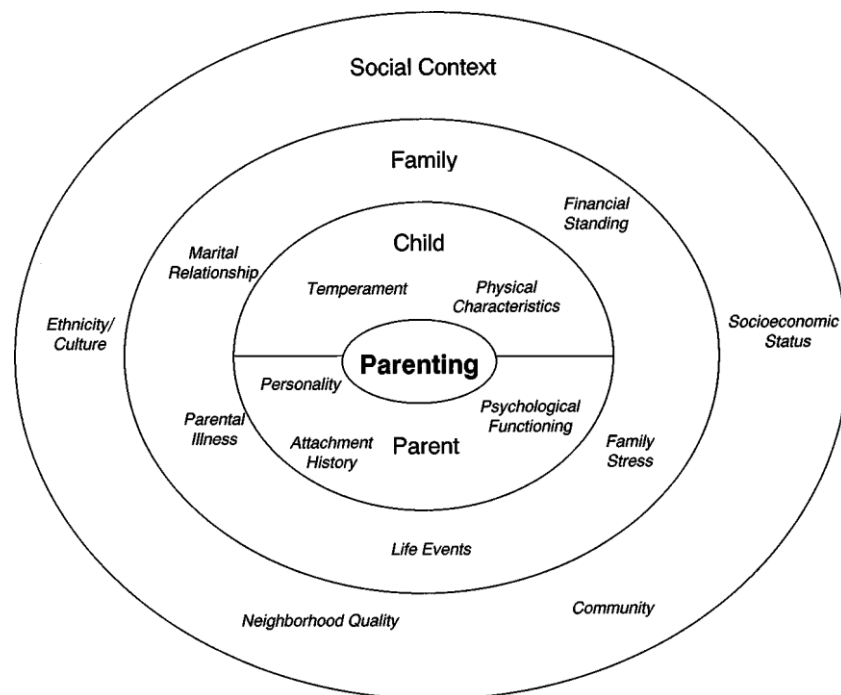 Social Context
Family
Financial
Standing
Marital
Relationship
Child
Temperament
Physical
Characteristics
Ethnicity/
Culture
Socioeconomic
Status
Parenting
Personality
Psychological
Functioning
Parental
Illness
Attachment
History
Parent
Family
Stress
Life Events
Neighborhood Quality
Community